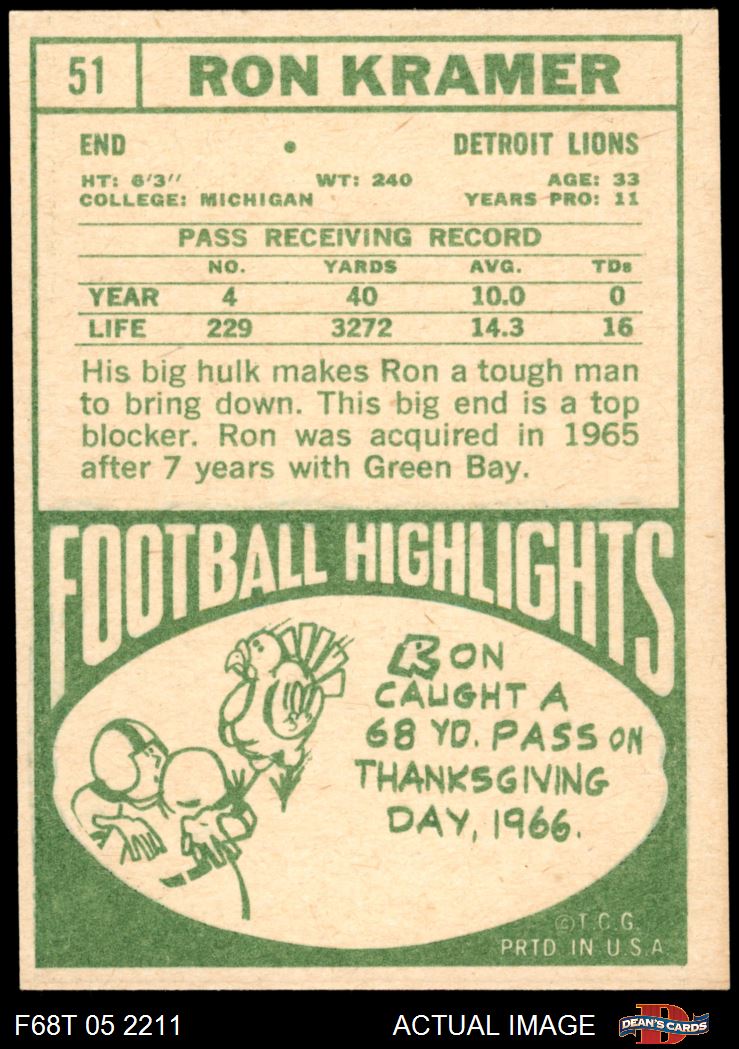 51 RON KRAMER
END • DETROIT LIONS
HT: 6'3" WT: 240 AGE: 33
COLLEGE: MICHIGAN YEARS PRO: 11
PASS RECEIVING RECORD
NO. YARDS AVG. TDs
YEAR 4 40 10.0 0
LIFE 229 3272 14.3 16
His big hulk makes Ron a tough man
to bring down. This big end is a top
blocker. Ron was acquired in 1965
after 7 years with Green Bay.
FOOTBALL HIGHLIGHTS
RON
CAUGHT A
68 YD. PASS ON
THANKSGIVING
DAY, 1966.
©T.C.G.
PRTD IN U.S.A
F68T 05 2211 ACTUAL IMAGE D DEAN'S CARDS